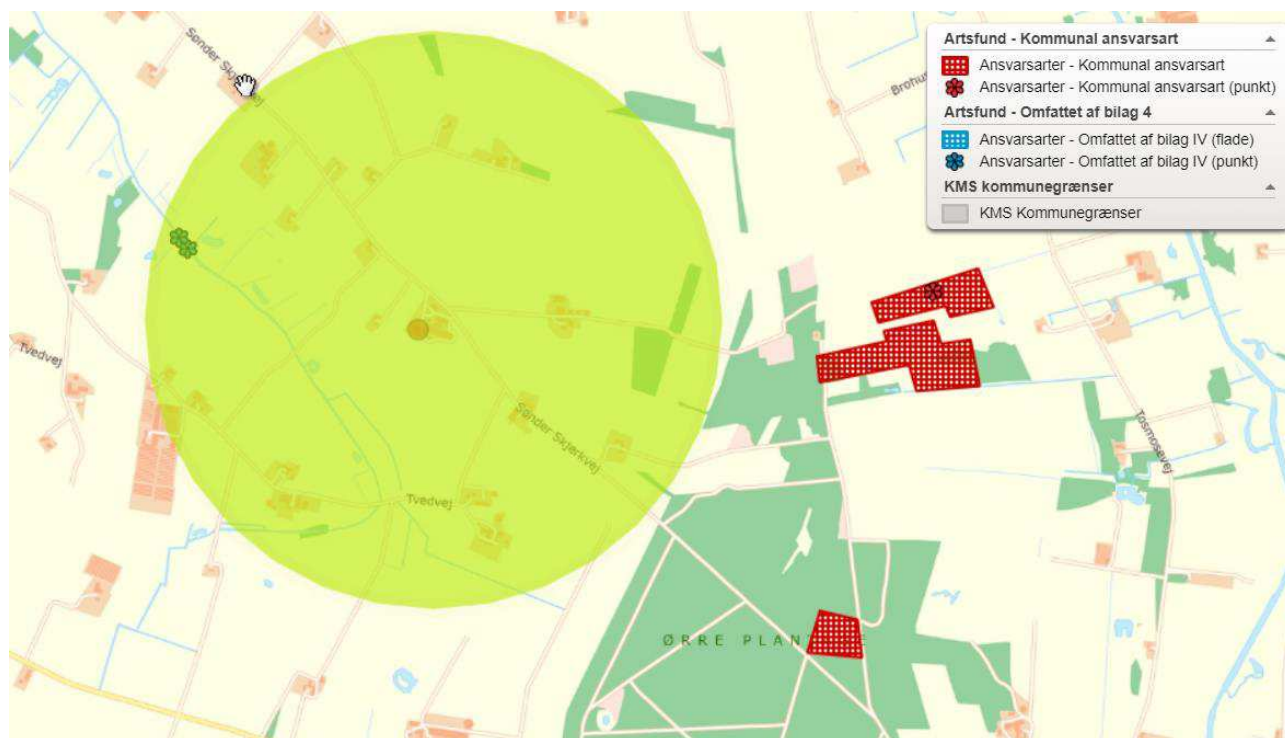 Artsfund - Kommunal ansvarsart
Ansvarsarter - Kommunal ansvarsart
Ansvarsarter - Kommunal ansvarsart (punkt)
Artsfund - Omfattet af bilag 4
Ansvarsarter - Omfattet af bilag IV (flade)
Ansvarsarter - Omfattet af bilag IV (punkt)
KMS kommunegrænser
KMS Kommunegrænser
Sønder Skjerkvej
Tvedvej
Sønder Skjerkvej
Tosmosevej
Tvedvej